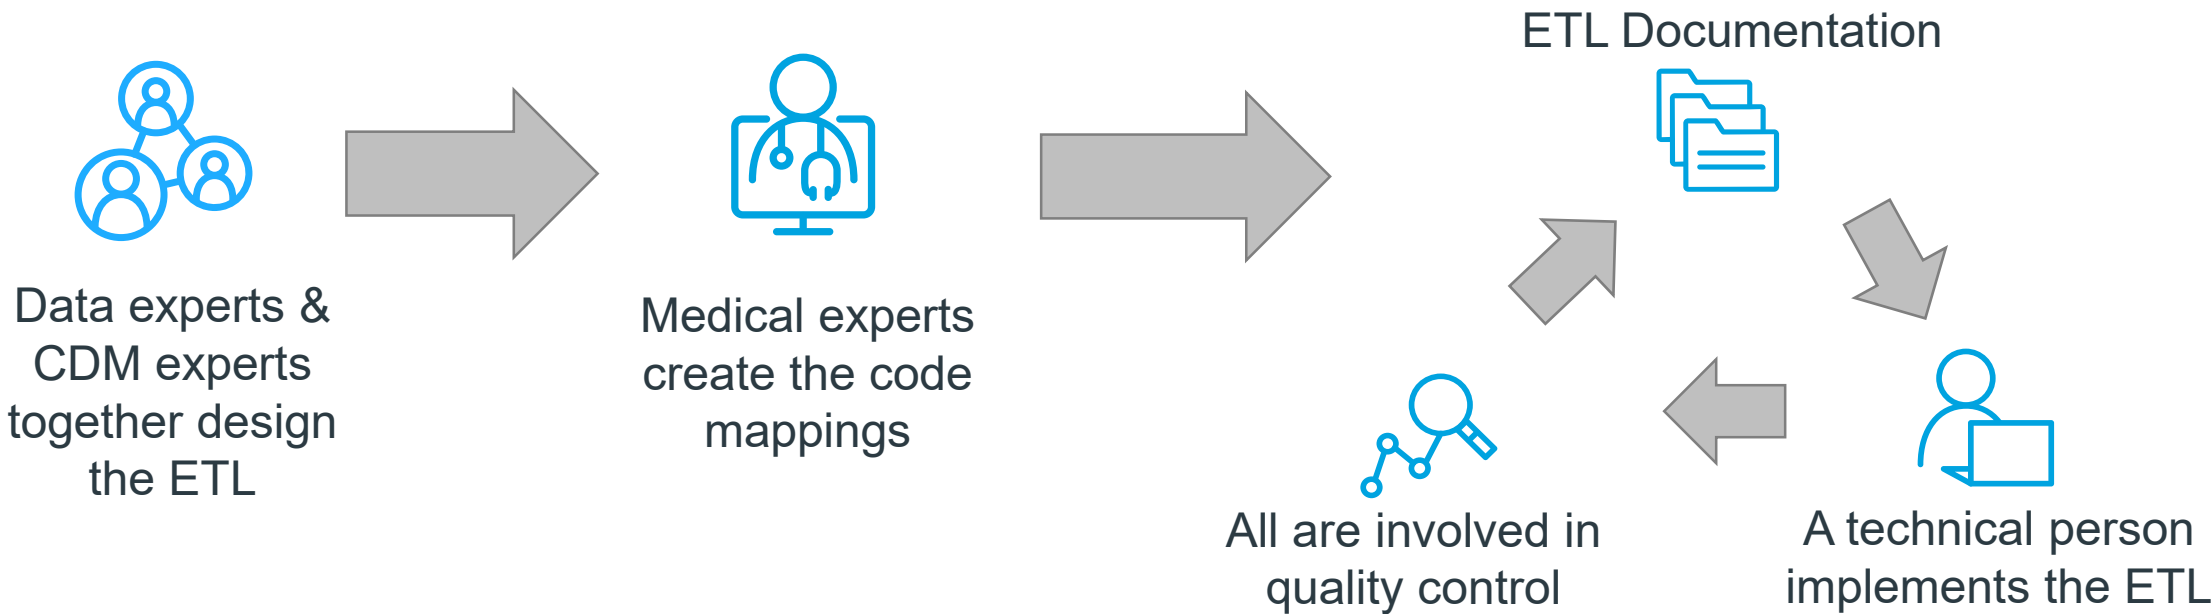 Data experts &
CDM experts
together design
the ETL
Medical experts
create the code
mappings
ETL Documentation
A technical person
implements the ETL
All are involved in
quality control